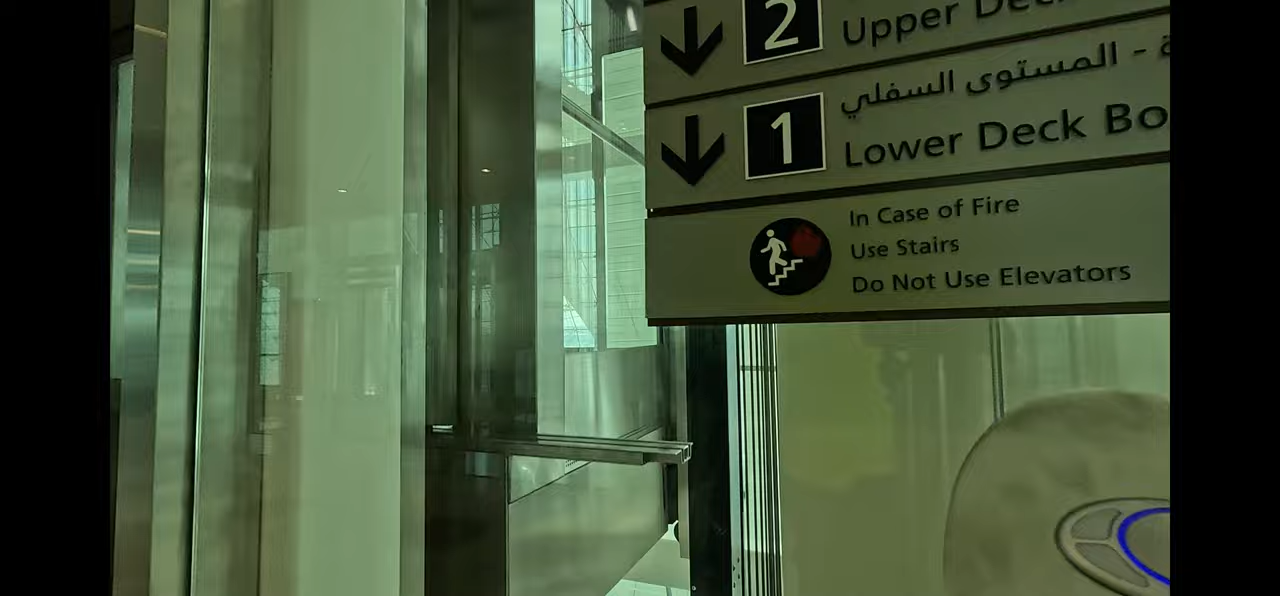 2
Upper
المستوى السفلي -
1
Lower Deck
In Case of Fire
Use Stairs
Do Not Use Elevators